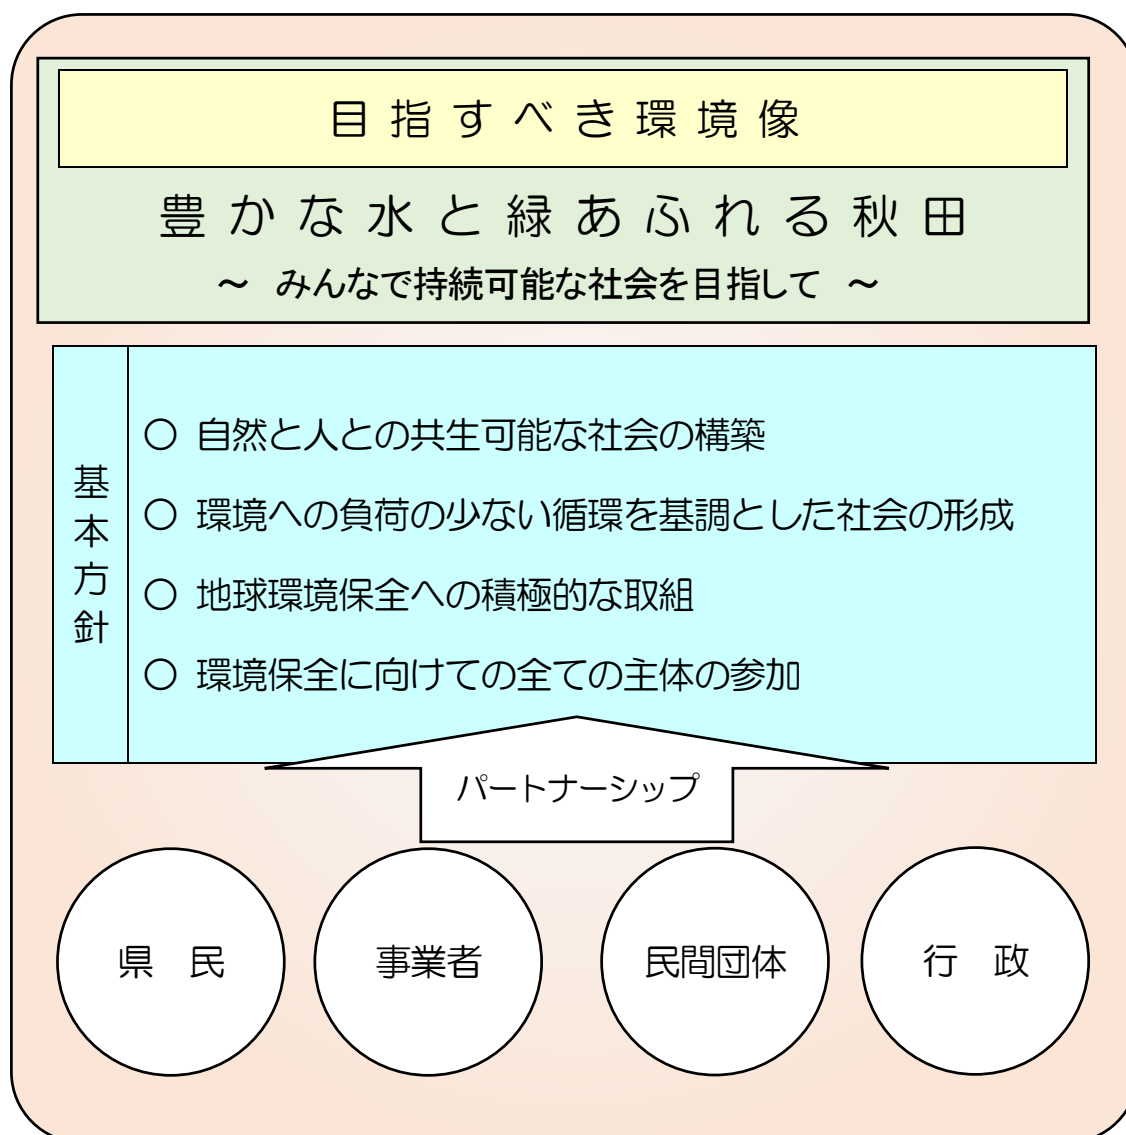 目指すべき環境像
豊かな水と緑あふれる秋田
～ みんなで持続可能な社会を目指して ～
基本方針
○ 自然と人との共生可能な社会の構築
○ 環境への負荷の少ない循環を基調とした社会の形成
○ 地球環境保全への積極的な取組
○ 環境保全に向けての全ての主体の参加
パートナーシップ
県　民
事業者
民間団体
行　政